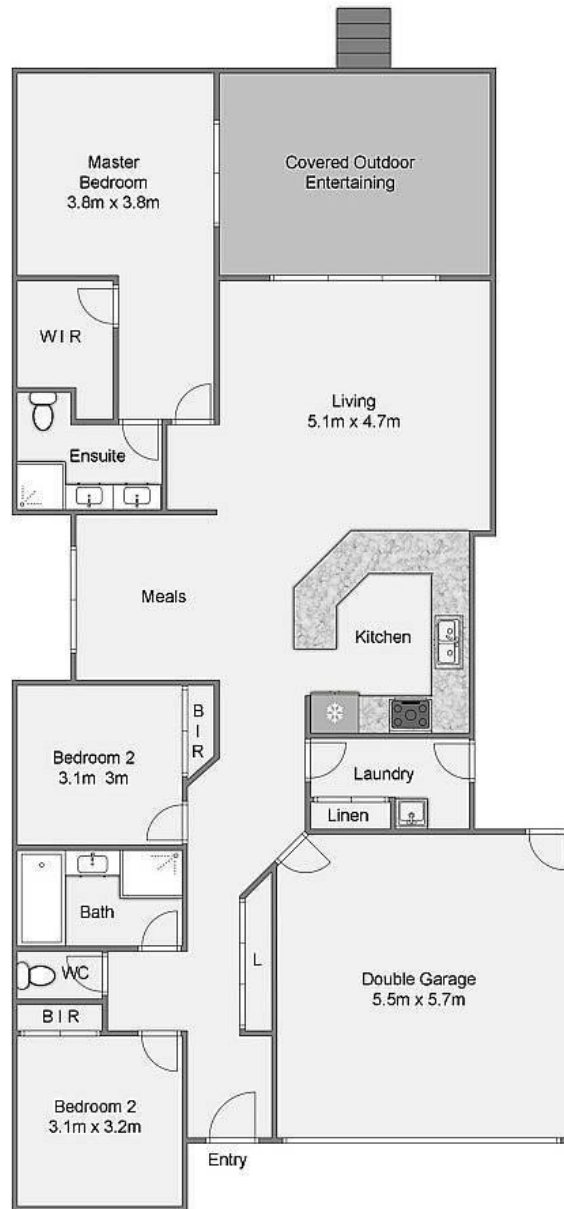 Master
Bedroom
3.8m x 3.8m
Covered Outdoor
Entertaining
W I R
Living
5.1m x 4.7m
Ensuite
Meals
Kitchen
B
I
R
Bedroom 2
3.1m 3m
Laundry
Linen
Bath
WC
L
Double Garage
5.5m x 5.7m
B I R
Bedroom 2
3.1m x 3.2m
Entry